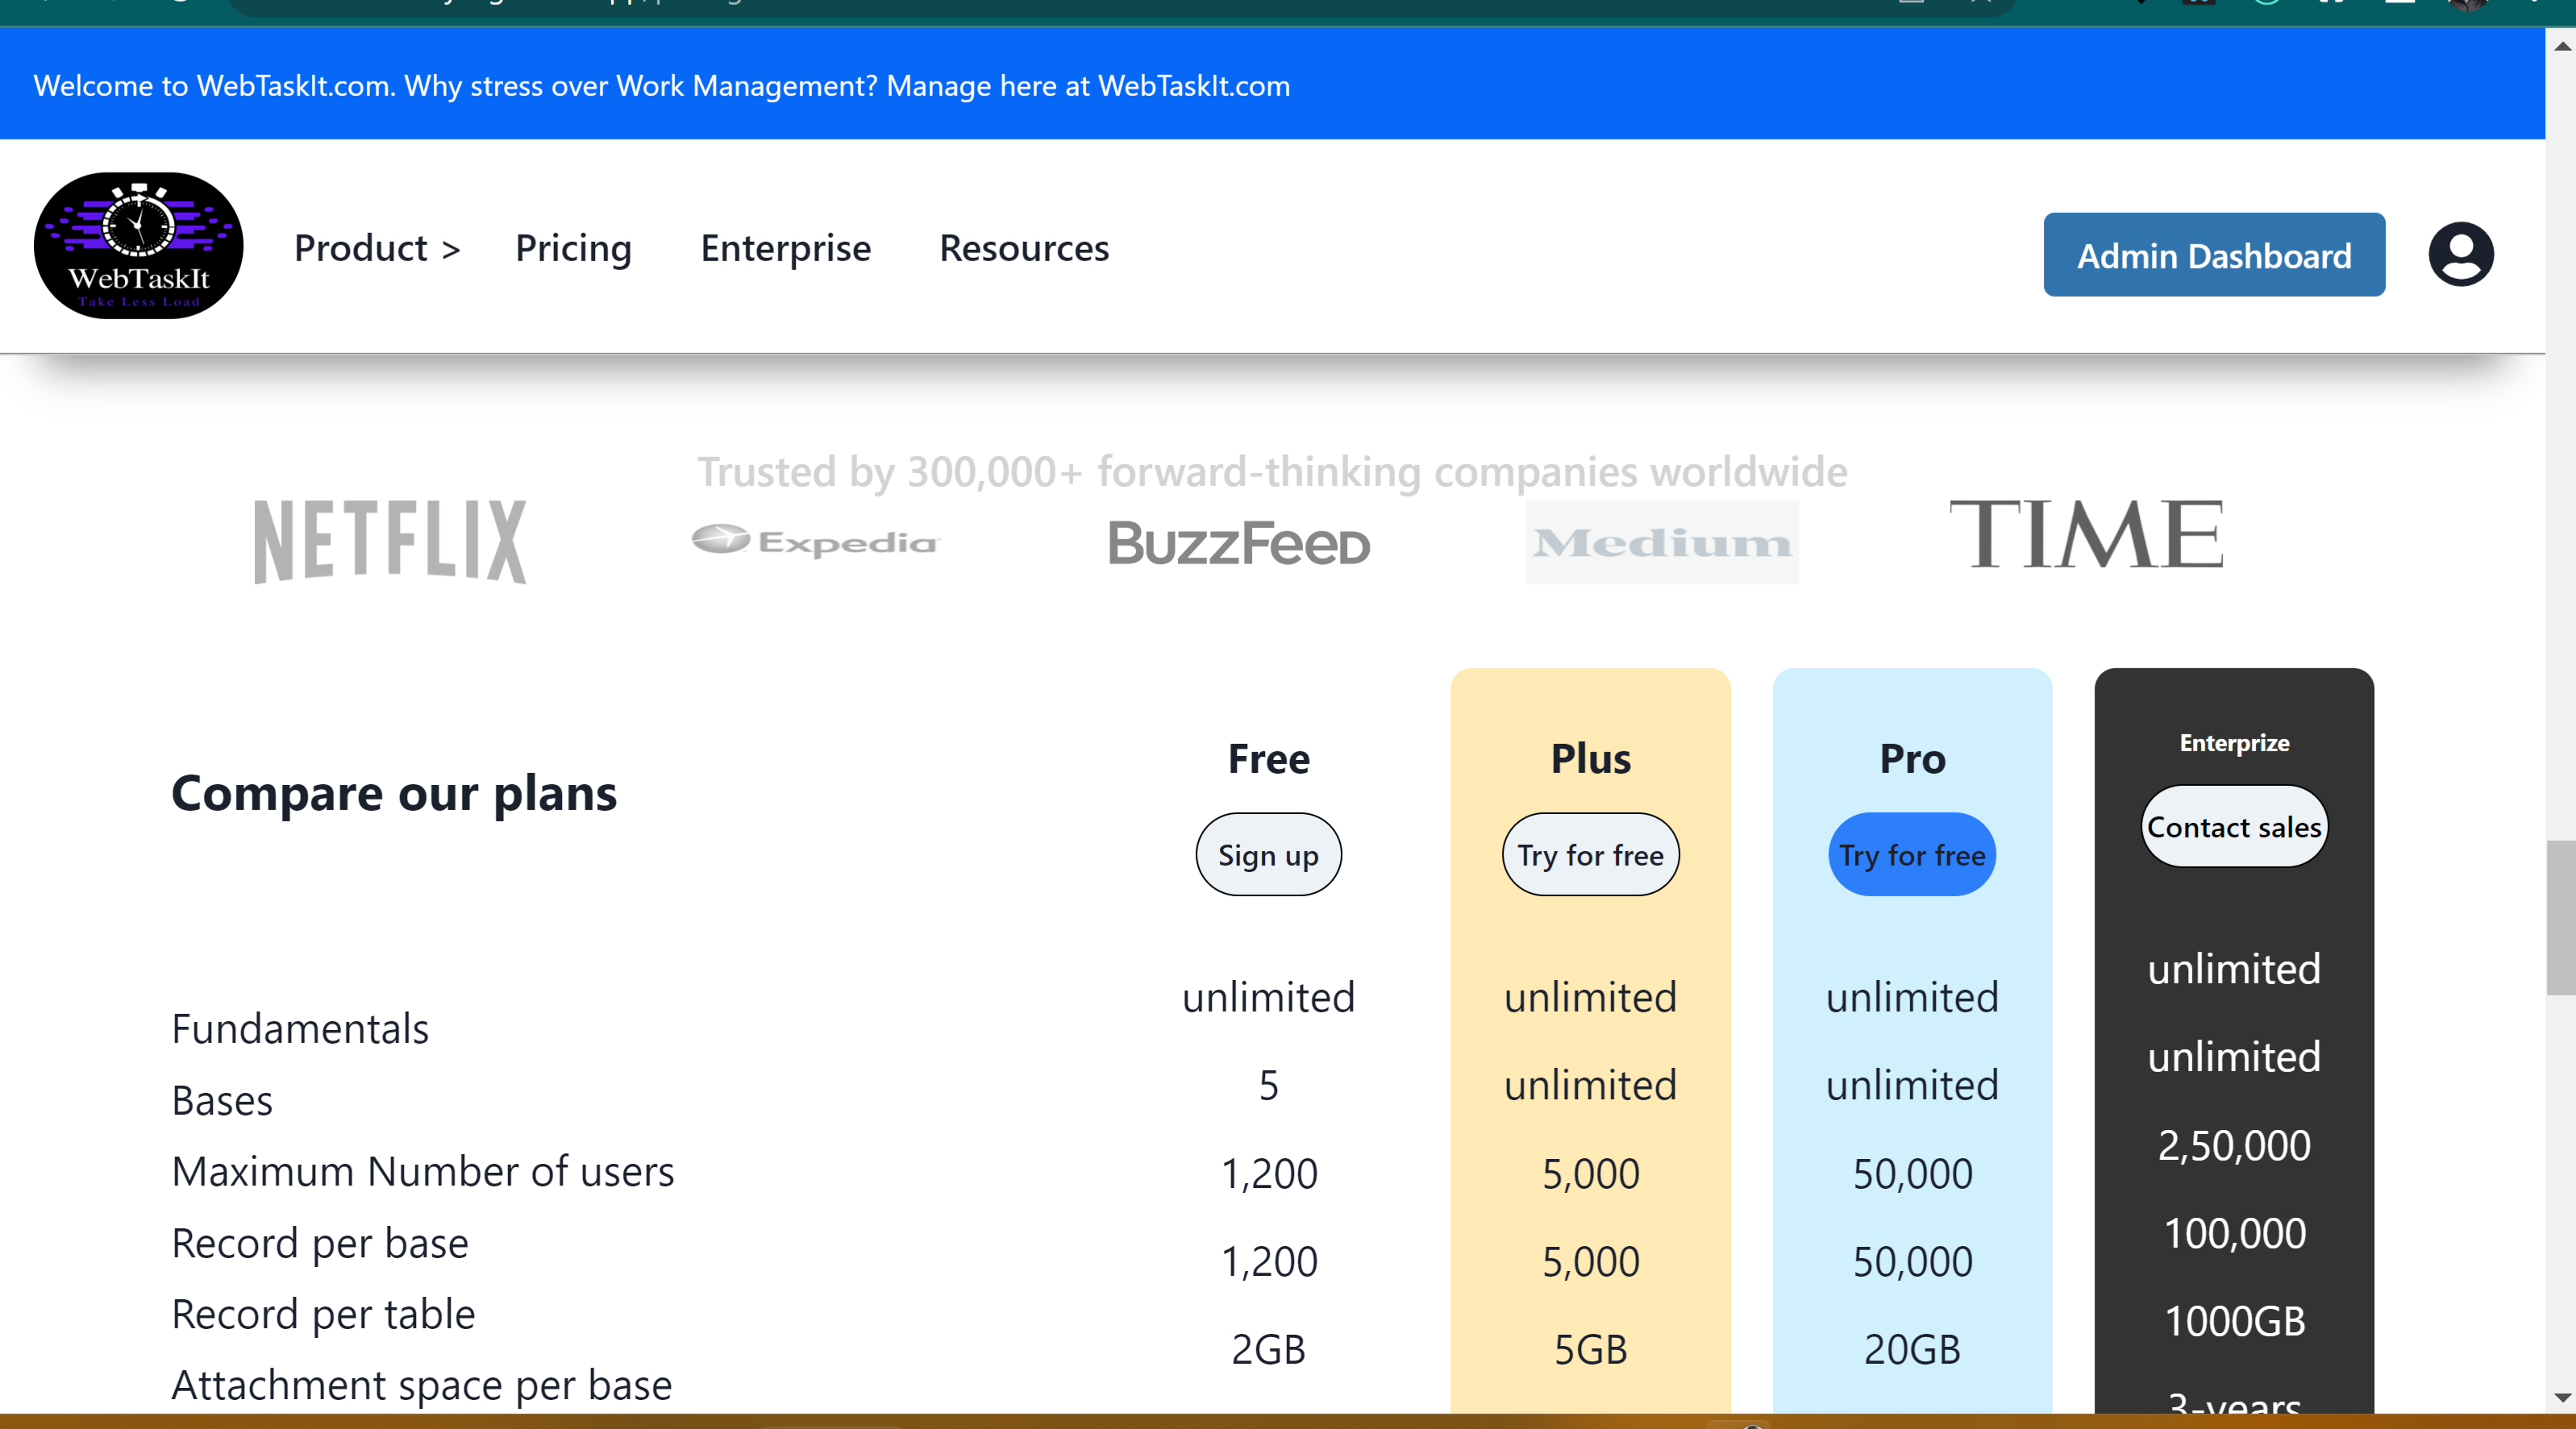 Welcome to WebTaskIt.com. Why stress over Work Management? Manage here at WebTaskIt.com
WebTaskIt
Take Less Load
Product > Pricing Enterprise Resources
Admin Dashboard
Trusted by 300,000+ forward-thinking companies worldwide
NETFLIX Expedia BuzzFeed Medium TIME
Compare our plans
Free Plus Pro Enterprize
Sign up Try for free Try for free Contact sales
Fundamentals unlimited unlimited unlimited unlimited
Bases 5 unlimited unlimited unlimited
Maximum Number of users 1,200 5,000 50,000 2,50,000
Record per base 1,200 5,000 50,000 100,000
Record per table 2GB 5GB 20GB 1000GB
Attachment space per base 3-years